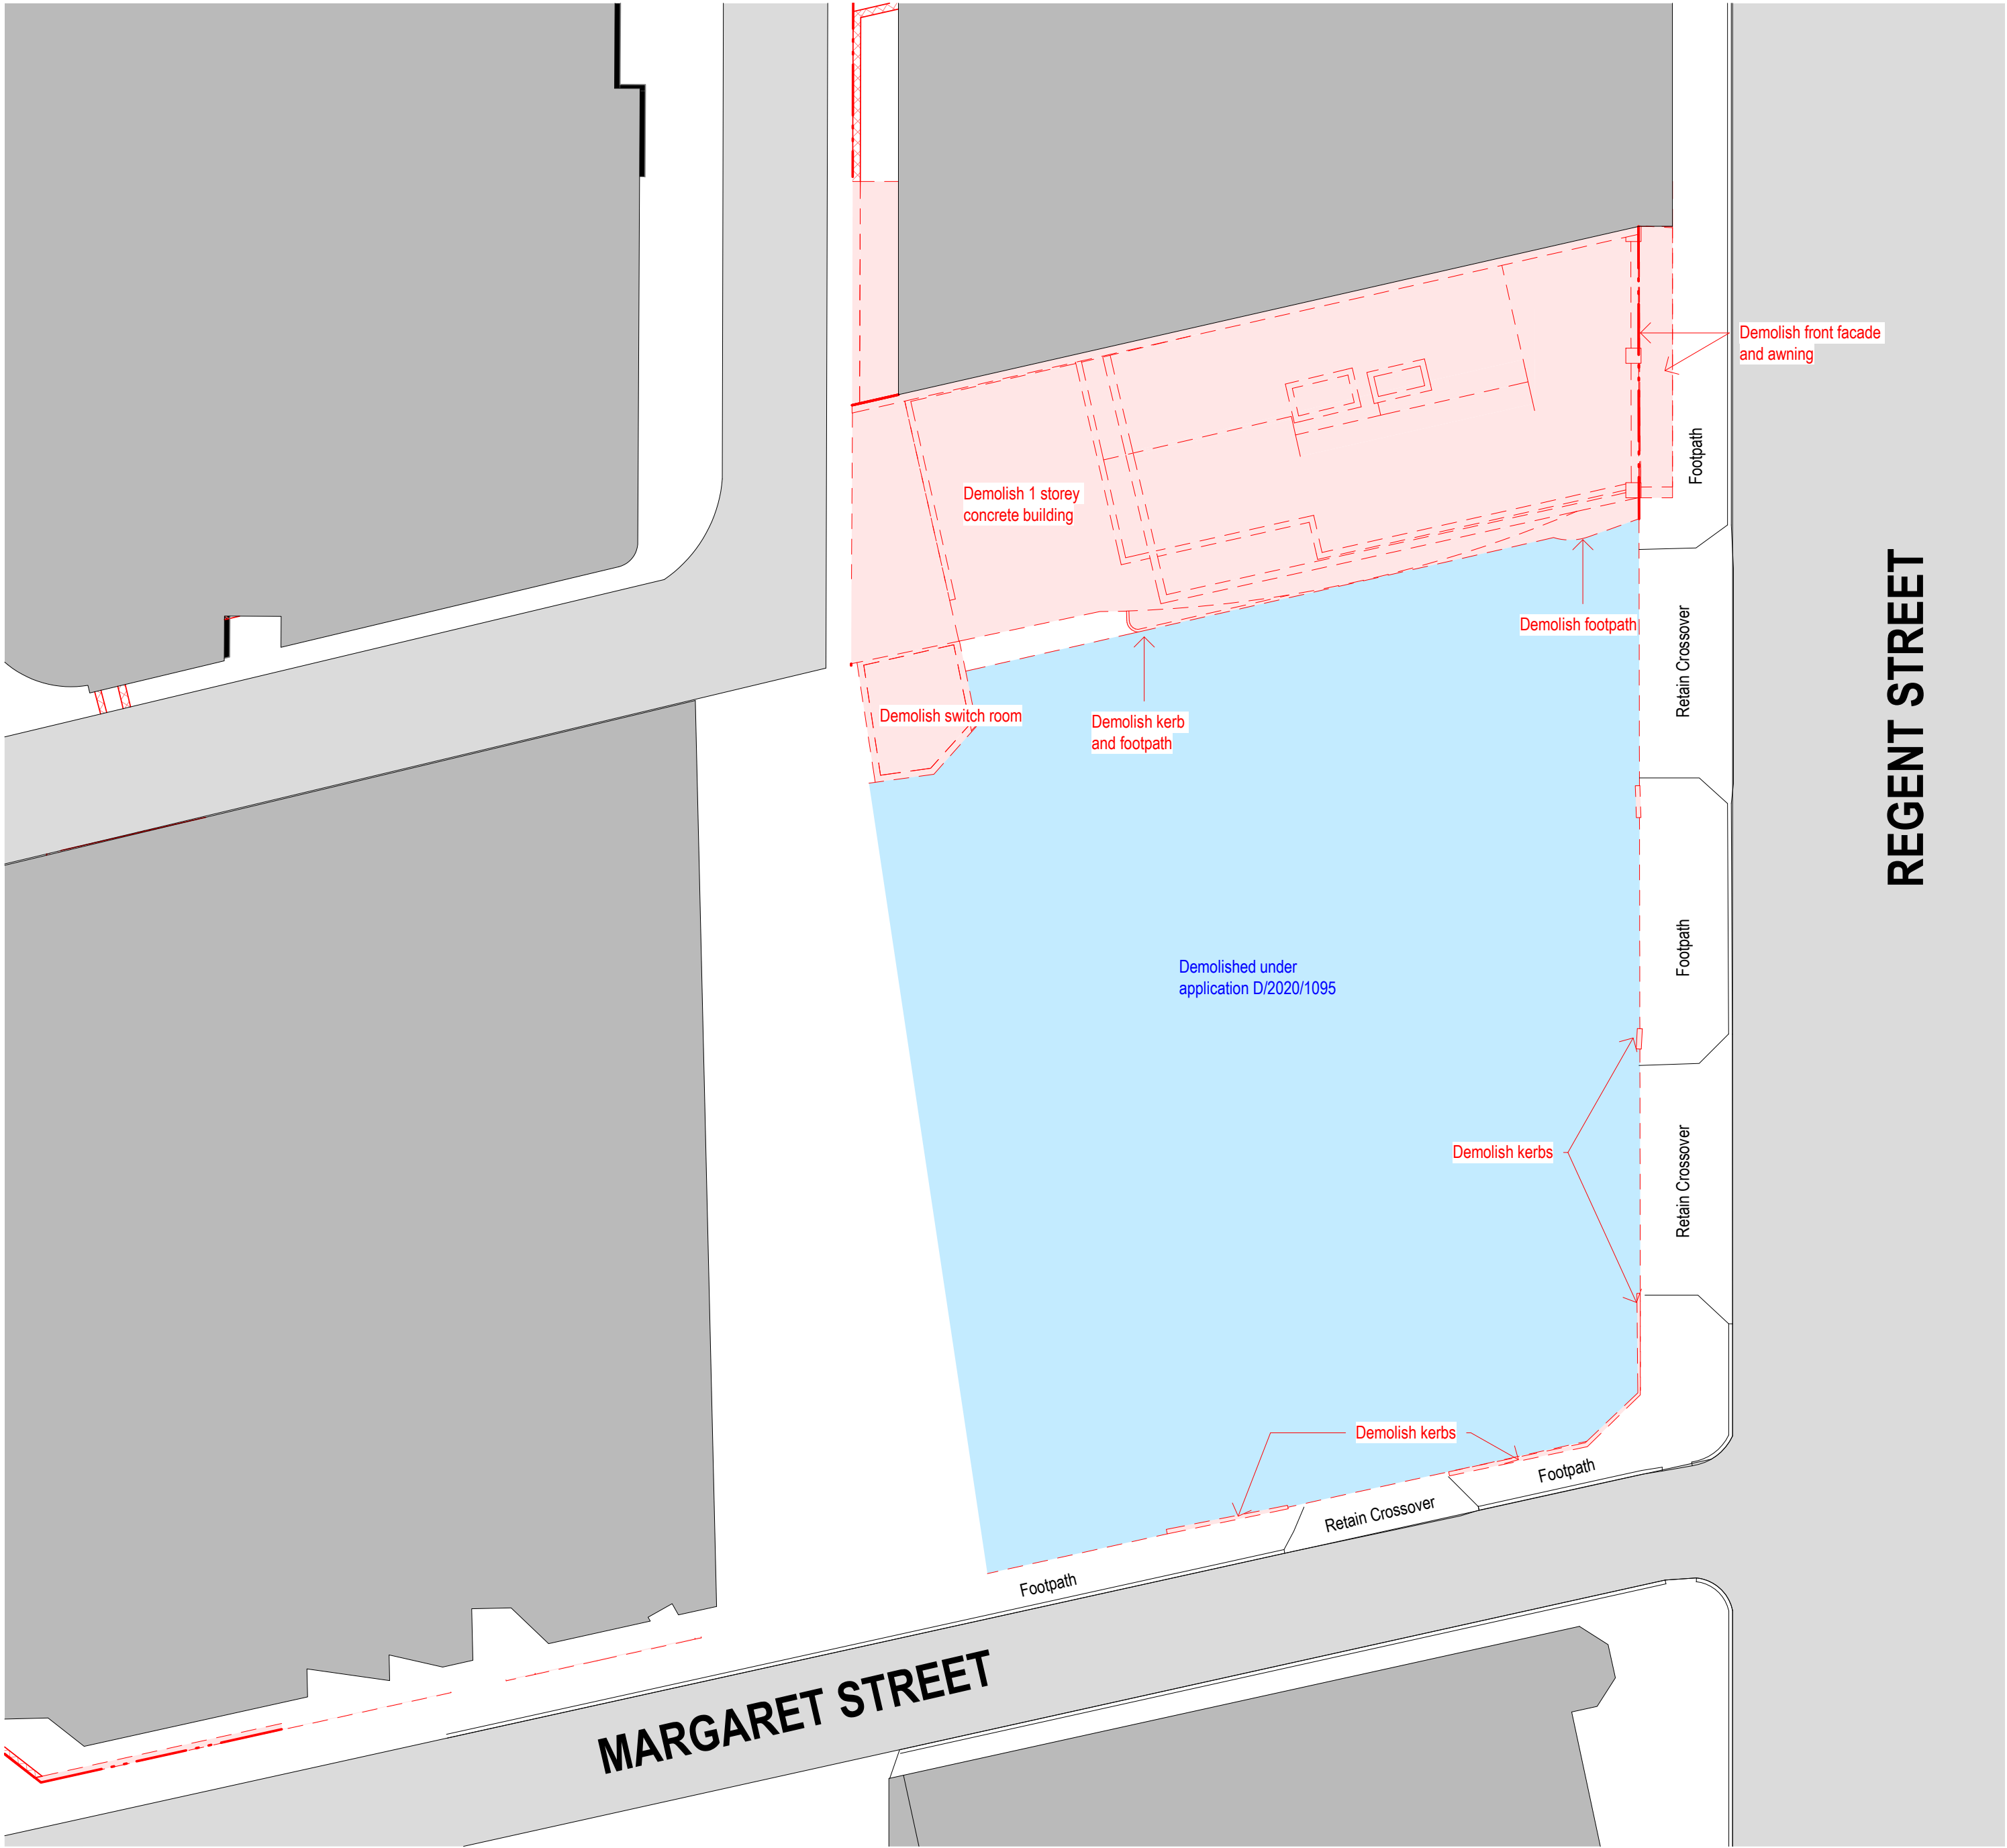 Demolish front facade
and awning
Footpath
Demolish 1 storey
concrete building
Demolish footpath
Retain Crossover
REGENT STREET
Demolish switch room
Demolish kerb
and footpath
Footpath
Demolished under
application D/2020/1095
Demolish kerbs
Retain Crossover
Demolish kerbs
Footpath
Retain Crossover
Footpath
MARGARET STREET